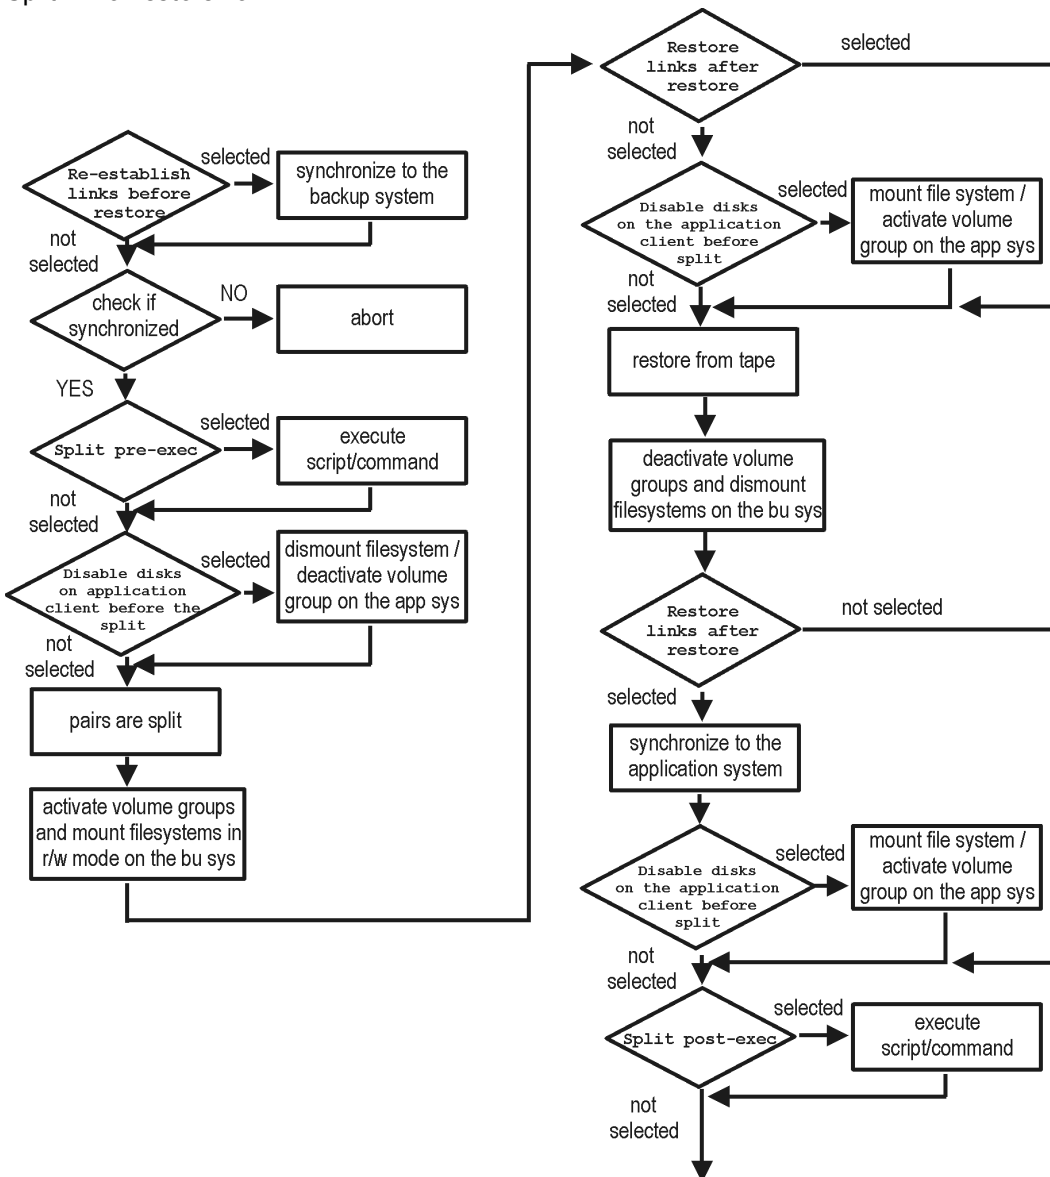 Re-establish
links before
restore
selected
synchronize to the
backup system
not
selected
check if
synchronized
NO
abort
YES
Split pre-exec
selected
execute
script/command
not
selected
Disable disks
on application
client before the
split
selected
dismount filesystem /
deactivate volume
group on the app sys
not
selected
pairs are split
activate volume groups
and mount filesystems in
r/w mode on the bu sys
Restore
links after
restore
selected
not
selected
Disable disks
on the application
client before
split
selected
mount file system /
activate volume
group on the app sys
not
selected
restore from tape
deactivate volume
groups and dismount
filesystems on the bu sys
Restore
links after
restore
not selected
selected
synchronize to the
application system
Disable disks
on the application
client before
split
selected
mount file system /
activate volume
group on the app sys
not
selected
Split post-exec
selected
execute
script/command
not
selected